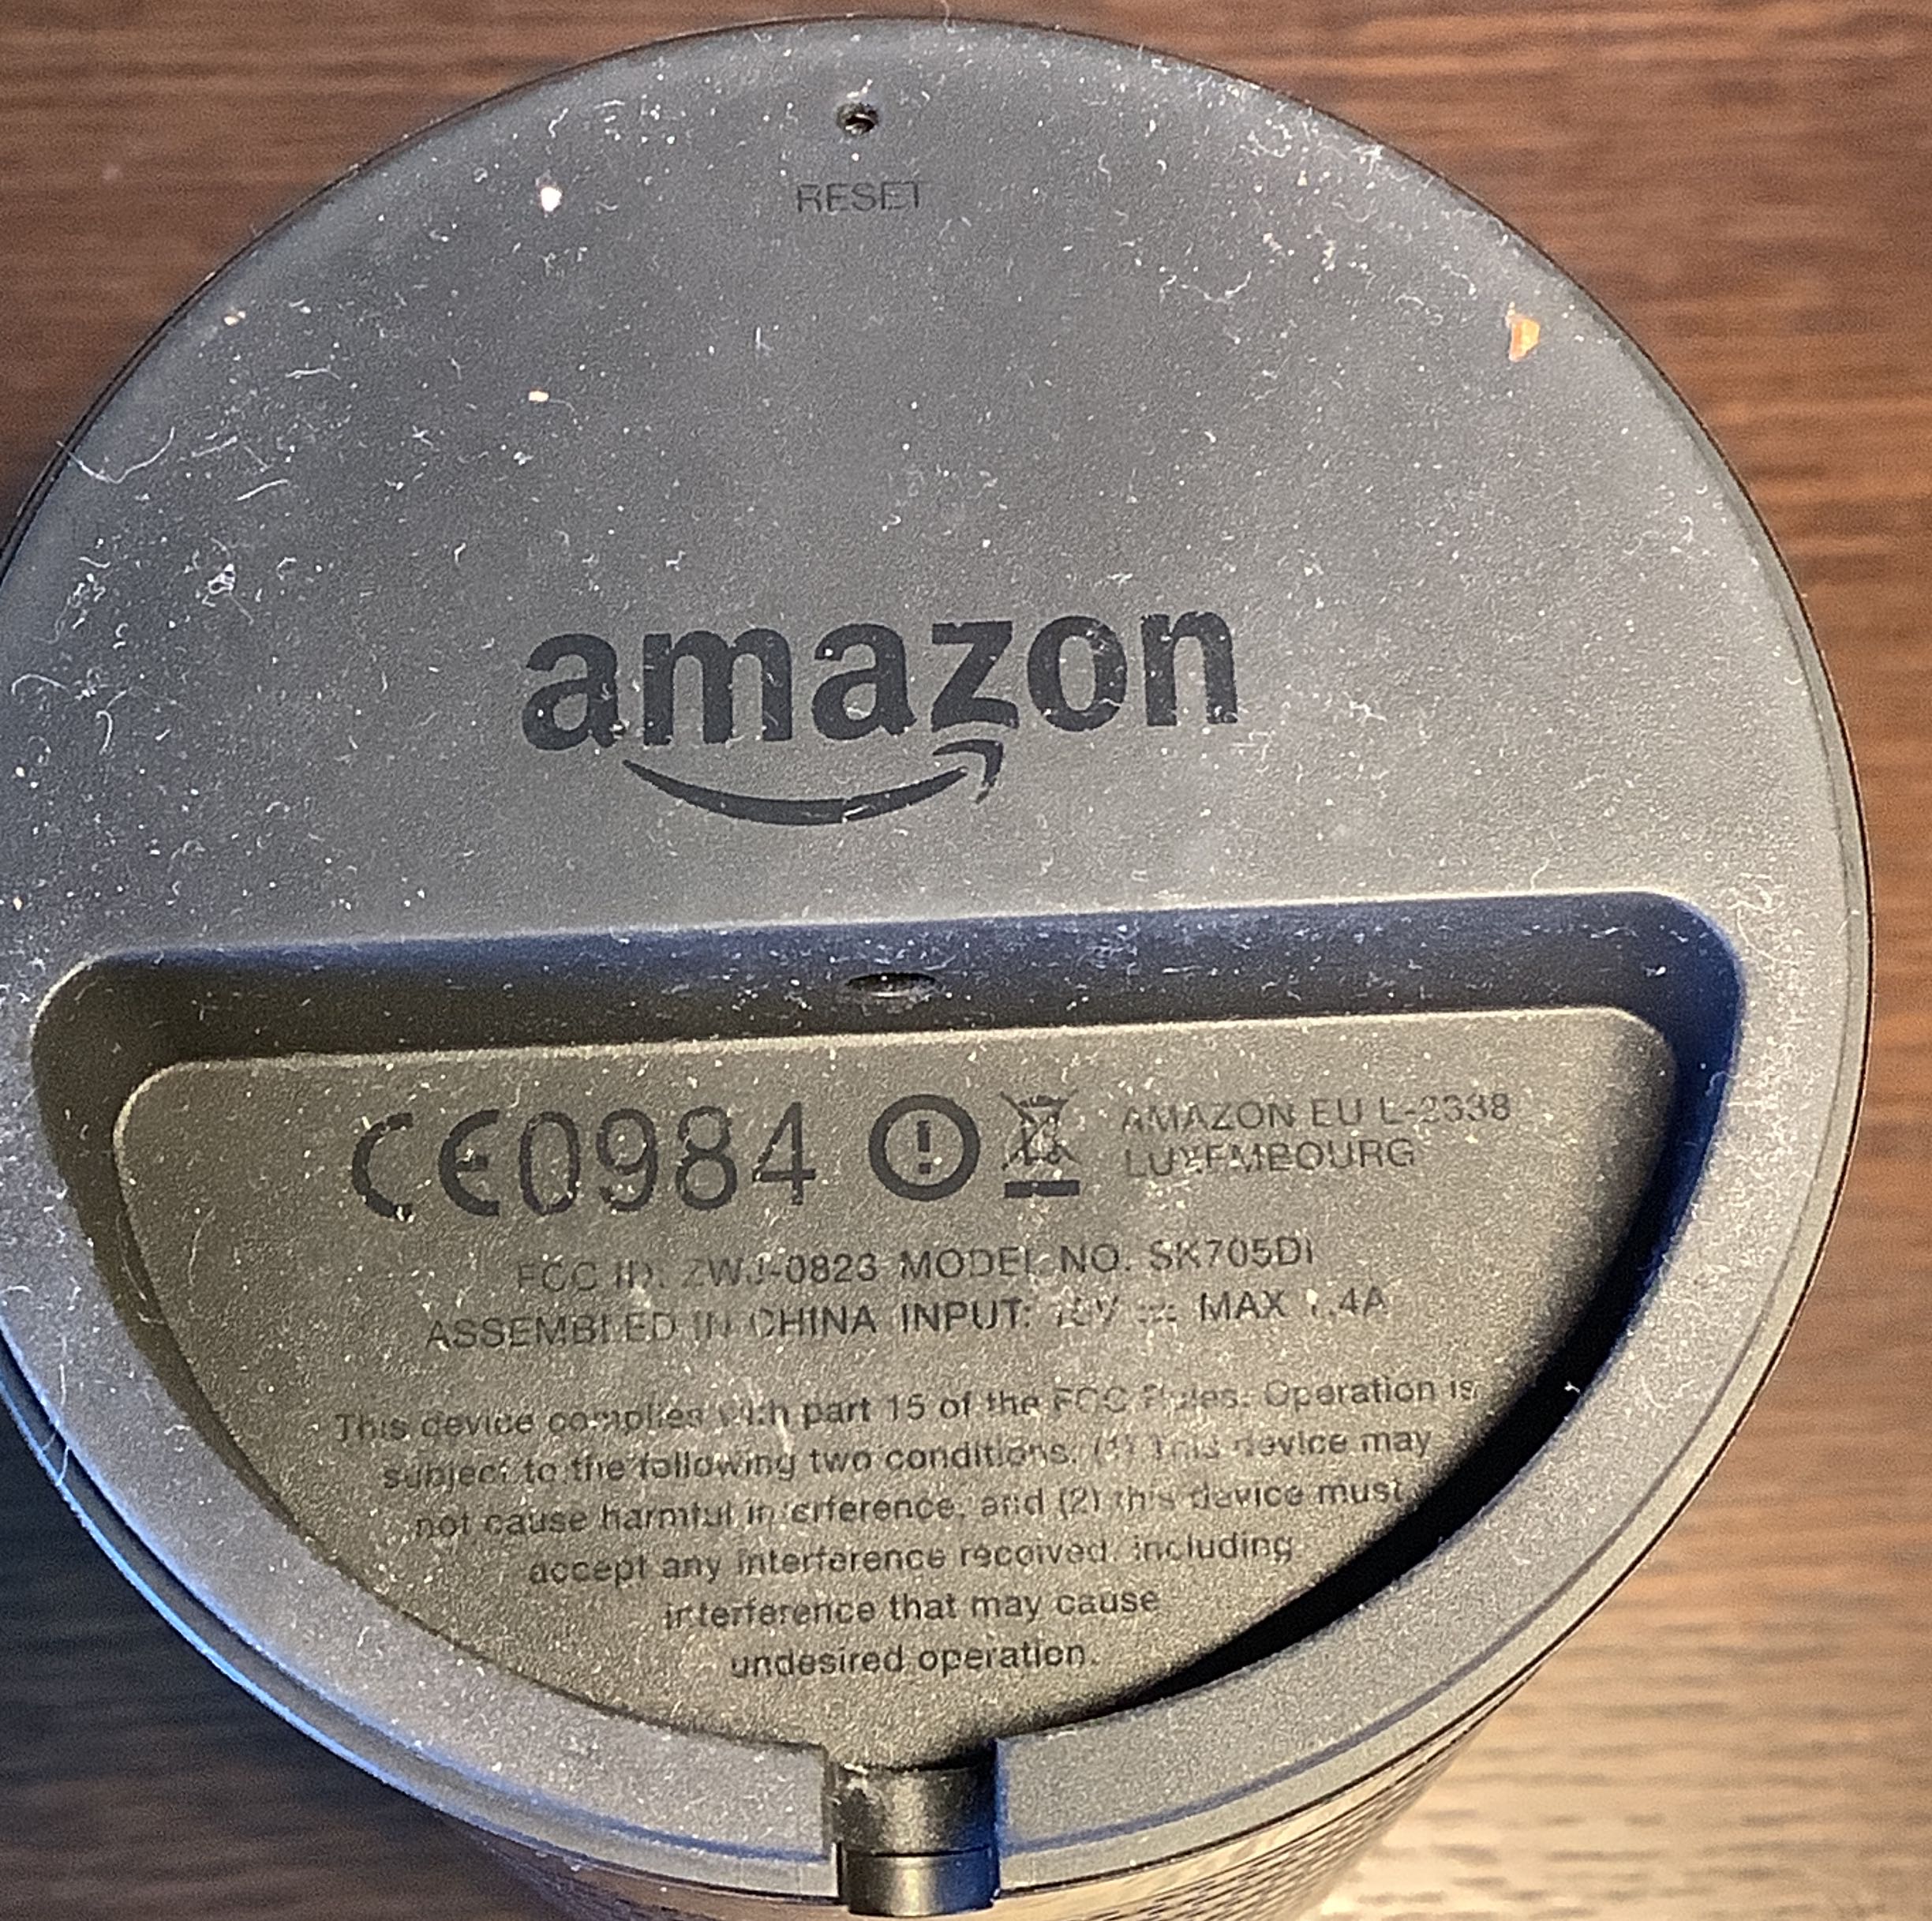 RESET
amazon
CE0984 AMAZON EU L-2338
LUXEMBOURG
FCC ID: ZWJ-0823 MODEL NO. SK705DI
ASSEMBLED IN CHINA INPUT: 15V MAX 1.4A
This device complies with part 15 of the FCC Rules. Operation is
subject to the following two conditions. (1) This device may
not cause harmful interference, and (2) this device must
accept any interference received, including
interference that may cause
undesired operation.